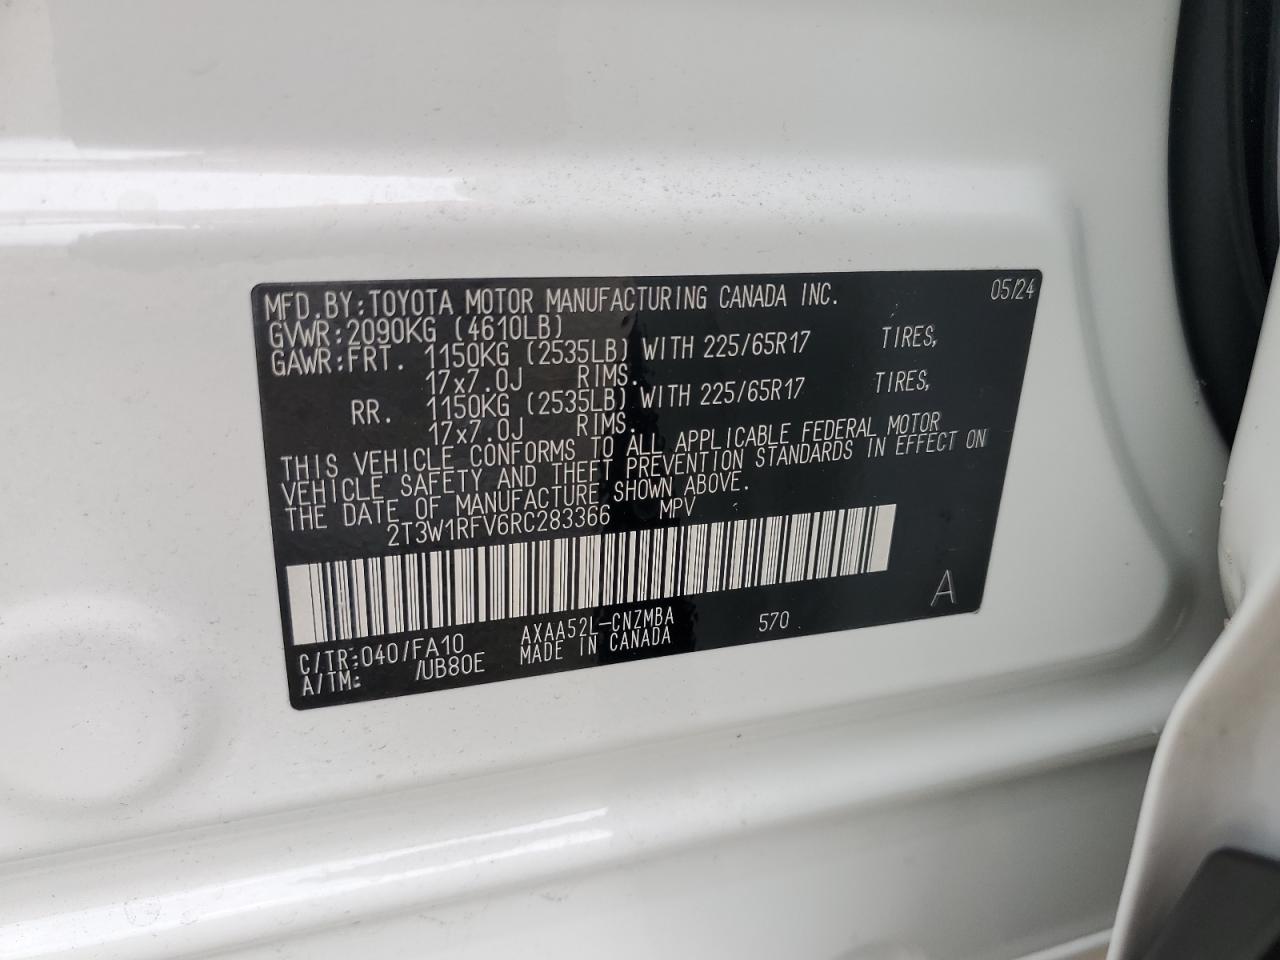 MFD.BY:TOYOTA MOTOR MANUFACTURING CANADA INC. 05/24
GVWR:2090KG (4610LB)
GAWR:FRT. 1150KG (2535LB) WITH 225/65R17 TIRES,
17x7.0J RIMS.
RR. 1150KG (2535LB) WITH 225/65R17 TIRES,
17x7.0J RIMS.
THIS VEHICLE CONFORMS TO ALL APPLICABLE FEDERAL MOTOR
VEHICLE SAFETY AND THEFT PREVENTION STANDARDS IN EFFECT ON
THE DATE OF MANUFACTURE SHOWN ABOVE.
2T3W1RFV6RC283366 MPV
A
C/TR:040/FA10 AXAA52L-CNZMBA 570
A/TM: /UB80E MADE IN CANADA